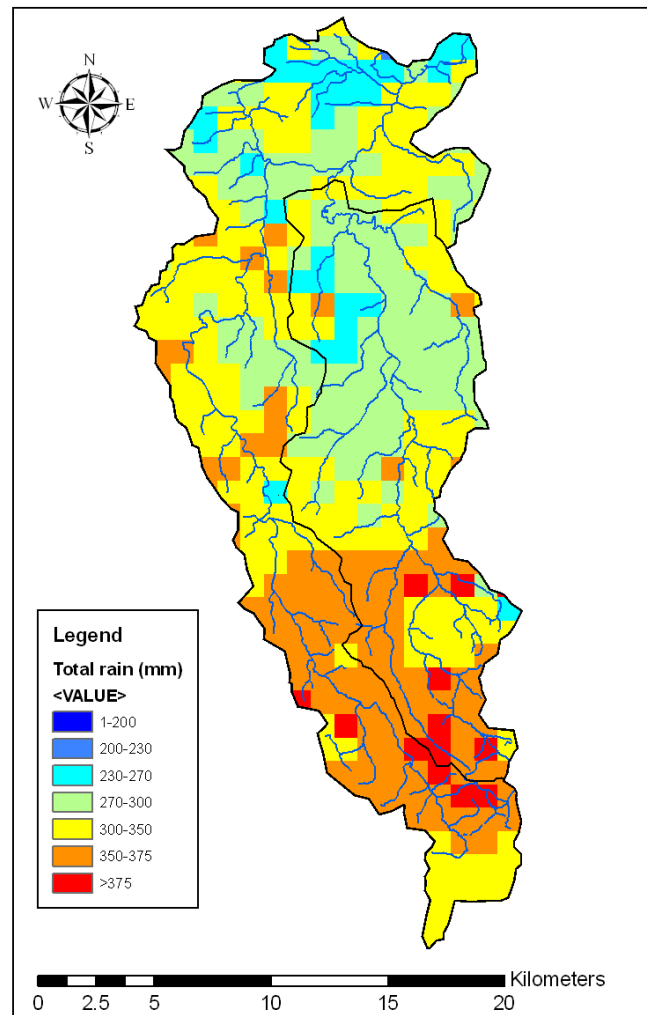 N
W E
S
Legend
Total rain (mm)
<VALUE>
1-200
200-230
230-270
270-300
300-350
350-375
>375
Kilometers
0 2.5 5 10 15 20